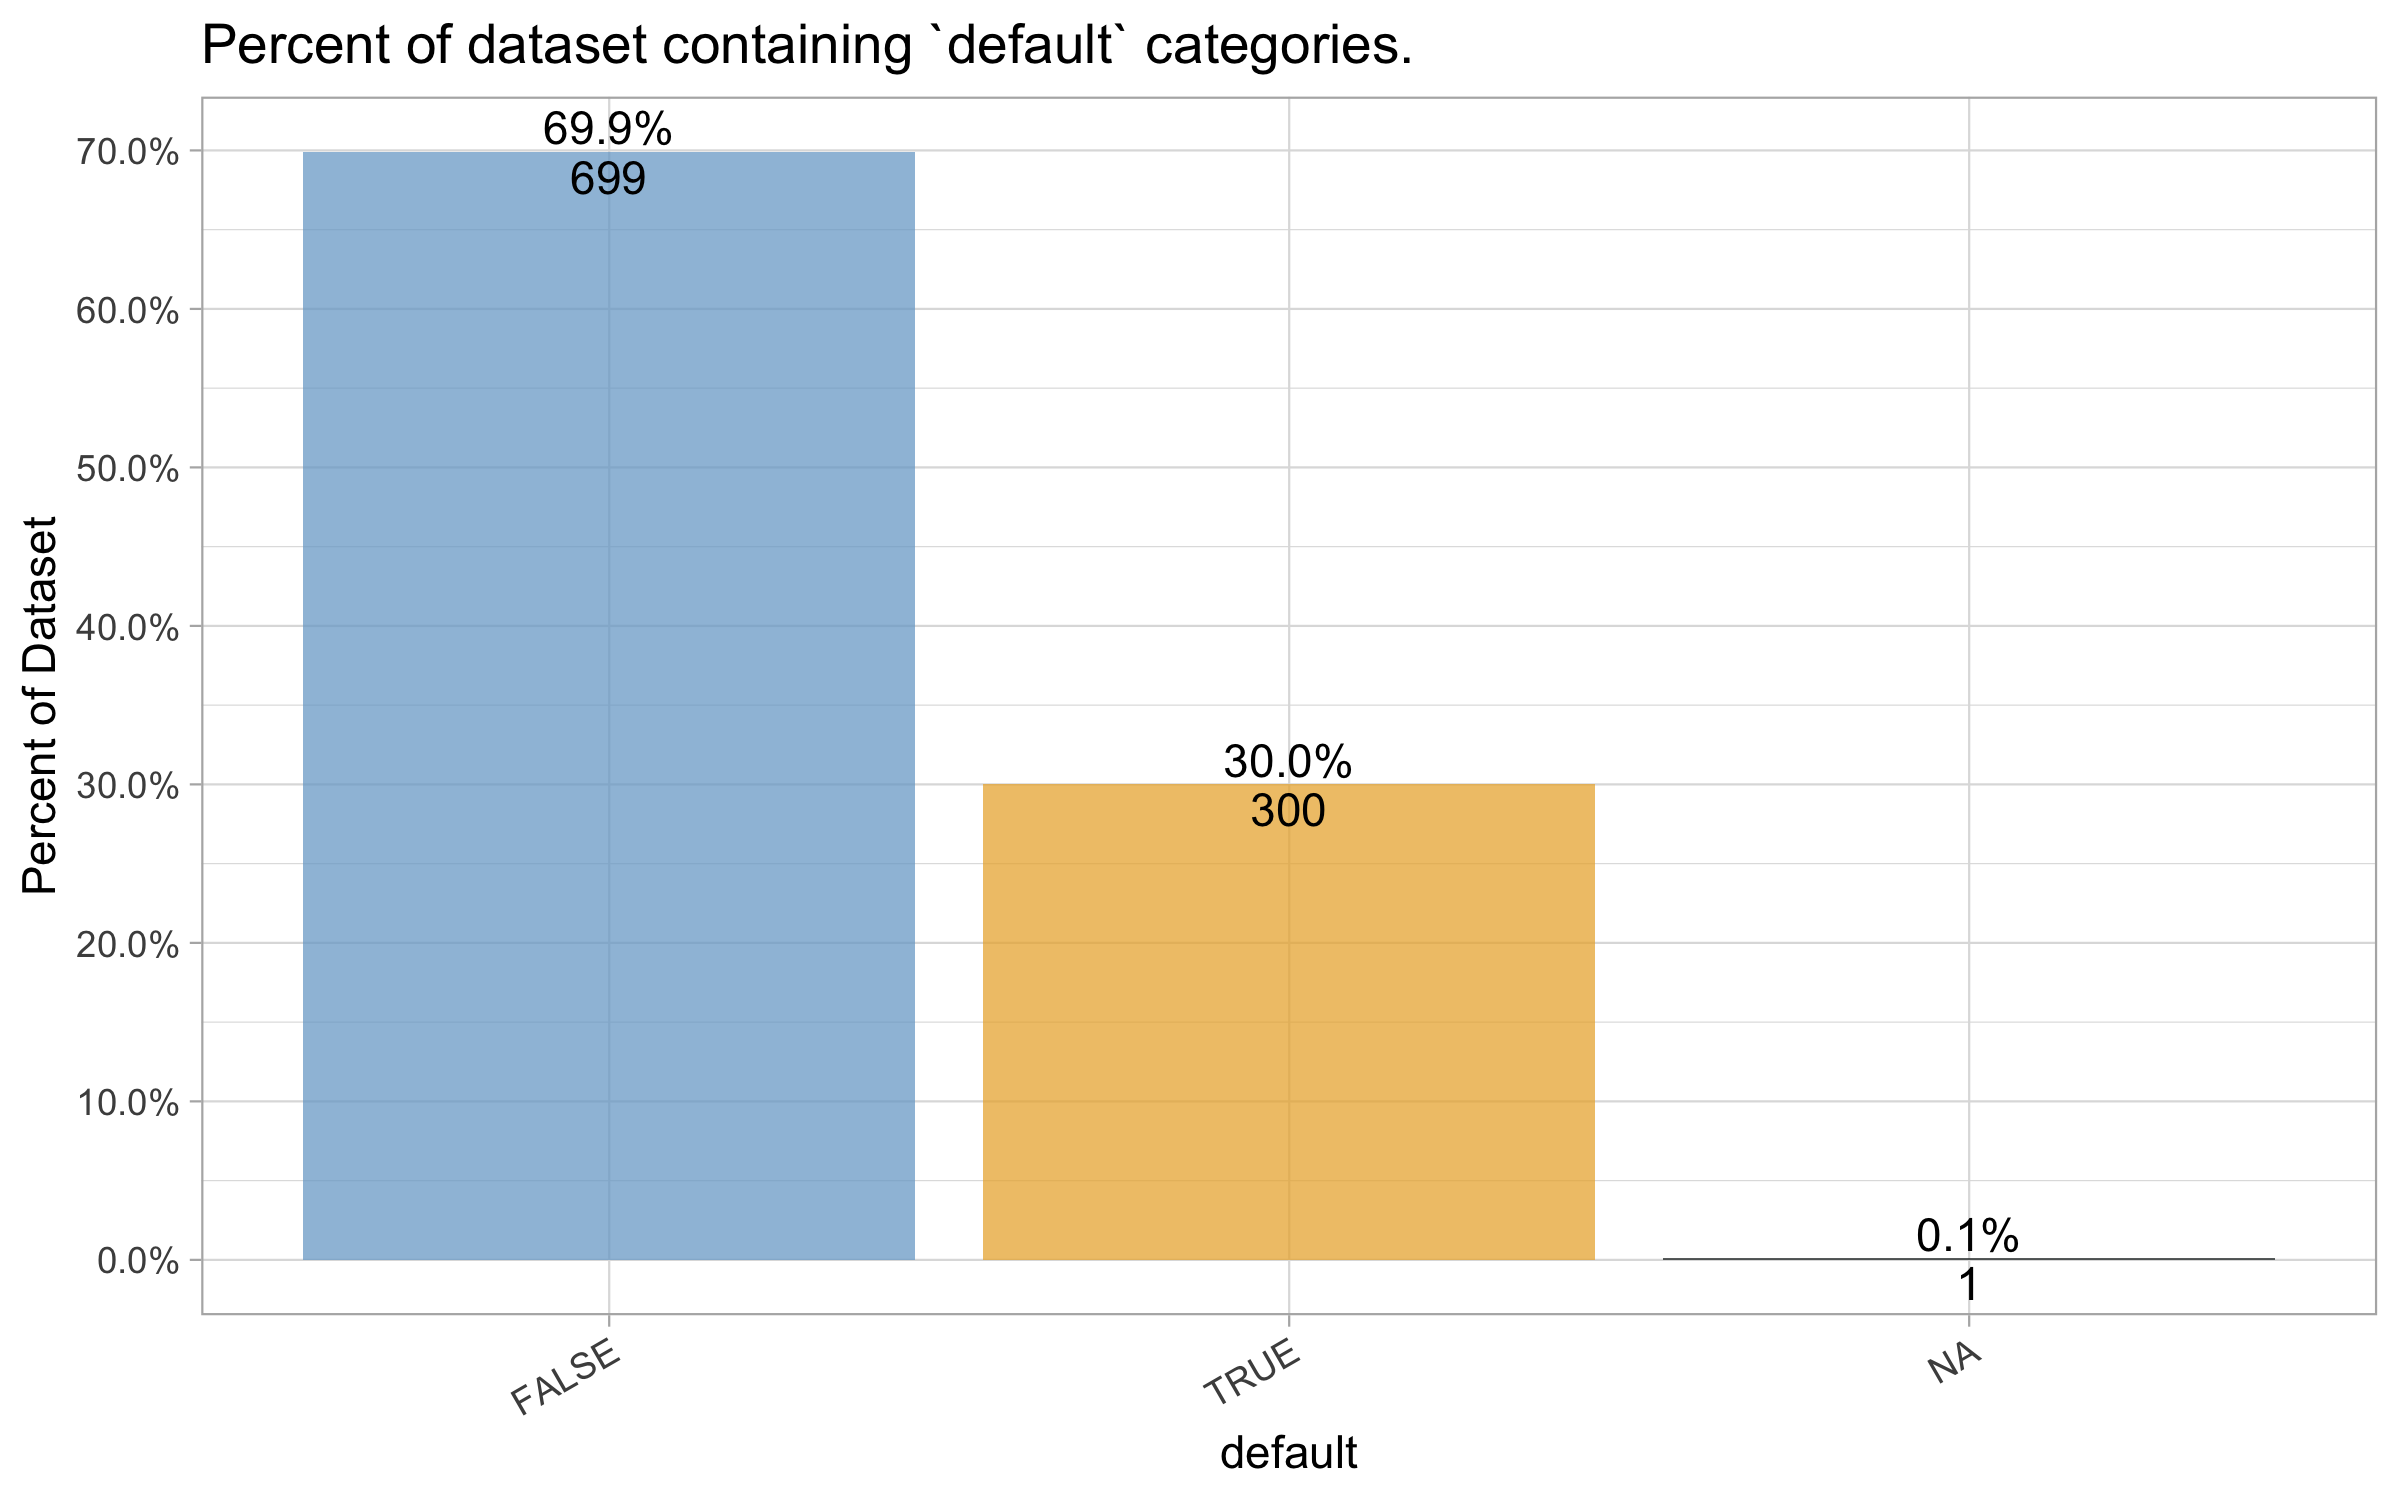 Percent of dataset containing `default` categories.
Percent of Dataset
70.0%
60.0%
50.0%
40.0%
30.0%
20.0%
10.0%
0.0%
69.9%
699
30.0%
300
0.1%
1
FALSE
TRUE
NA
default